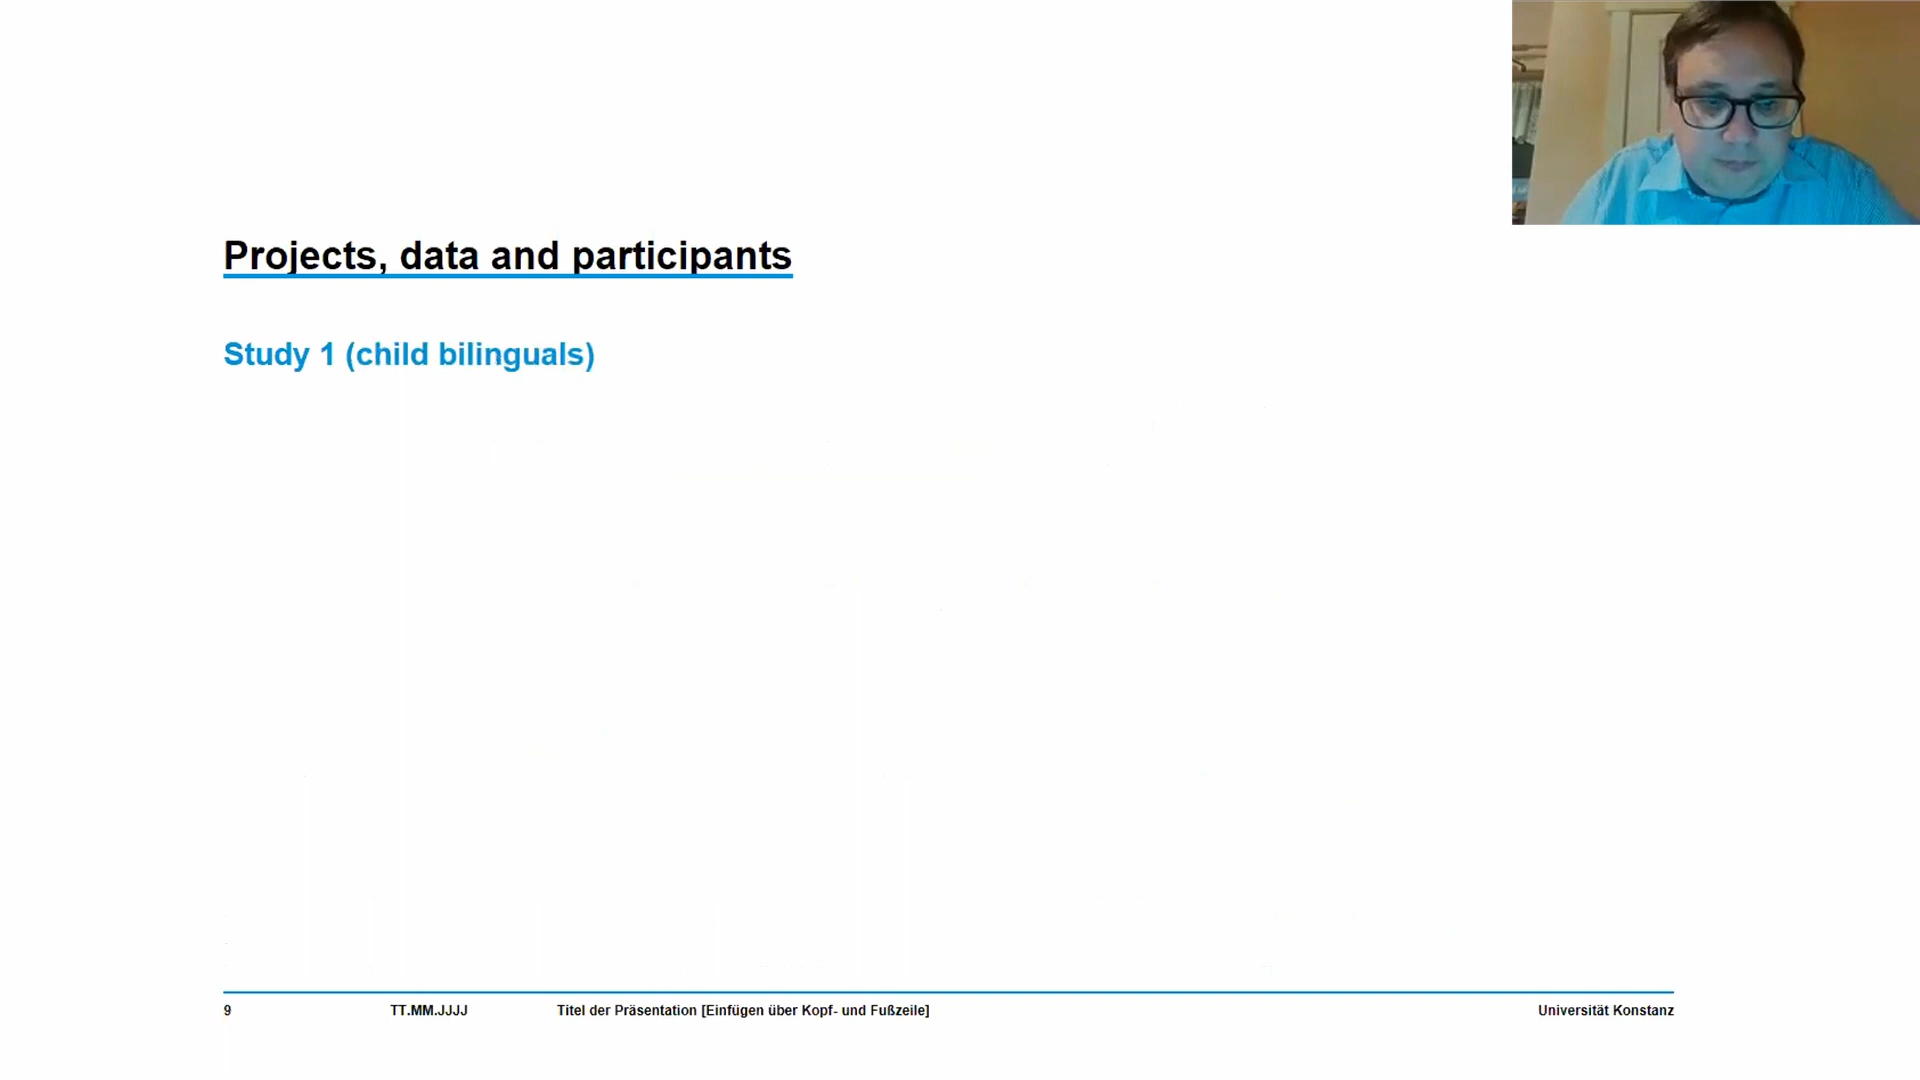 Projects, data and participants
Study 1 (child bilinguals)
9 TT.MM.JJJJ Titel der Präsentation [Einfügen über Kopf- und Fußzeile] Universität Konstanz